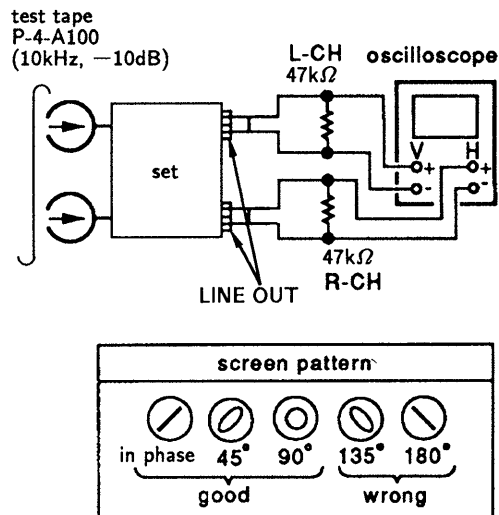 test tape
P-4-A100
(10kHz, −10dB)
L-CH
47kΩ
oscilloscope
set
V
H
+
-
+
-
47kΩ
R-CH
LINE OUT
screen pattern
in phase 45° 90° 135° 180°
good wrong